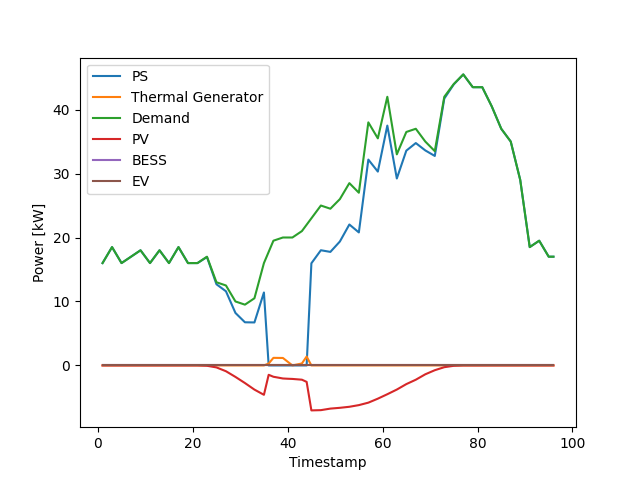 PS
Thermal Generator
Demand
PV
BESS
EV
Power [kW]
40
30
20
10
0
0 20 40 60 80 100
Timestamp